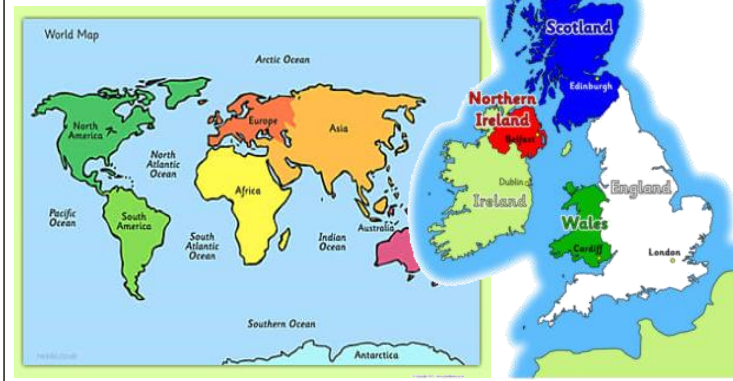 World Map
Arctic Ocean
North
America
Europe
Asia
North
Atlantic
Ocean
Africa
Pacific
Ocean
South
America
South
Atlantic
Ocean
Indian
Ocean
Australia
Southern Ocean
Antarctica
Scotland
Edinburgh
Northern
Ireland
Belfast
Dublin
Ireland
England
Wales
Cardiff
London